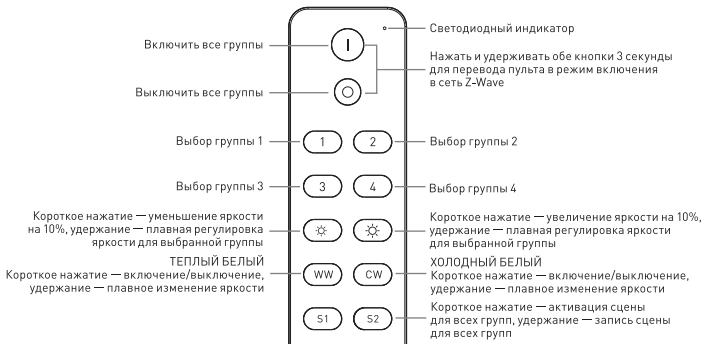 Светодиодный индикатор
Включить все группы
I
Нажать и удерживать обе кнопки 3 секунды
для перевода пульта в режим включения
в сеть Z-Wave
Выключить все группы
Выбор группы 1
1
2
Выбор группы 2
Выбор группы 3
3
4
Выбор группы 4
Короткое нажатие — уменьшение яркости
на 10%, удержание — плавная регулировка
яркости для выбранной группы
Короткое нажатие — увеличение яркости на 10%,
удержание — плавная регулировка яркости
для выбранной группы
ТЕПЛЫЙ БЕЛЫЙ
Короткое нажатие — включение/выключение,
удержание — плавное изменение яркости
WW
CW
ХОЛОДНЫЙ БЕЛЫЙ
Короткое нажатие — включение/выключение,
удержание — плавное изменение яркости
S1
S2
Короткое нажатие — активация сцены
для всех групп, удержание — запись сцены
для всех групп